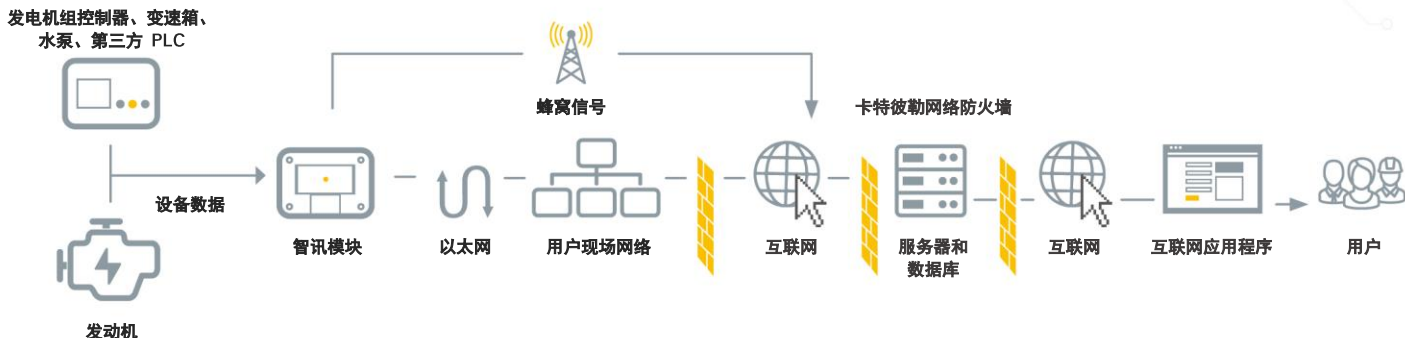 发电机组控制器、变速箱、
水泵、第三方 PLC
蜂窝信号
卡特彼勒网络防火墙
设备数据
智讯模块
以太网
用户现场网络
互联网
服务器和
数据库
互联网
互联网应用程序
用户
发动机